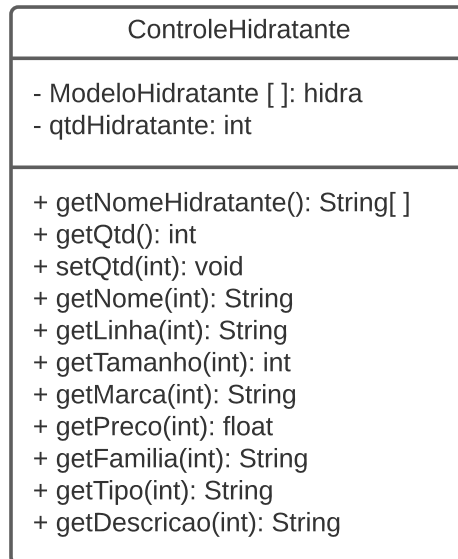 ControleHidratante
- ModeloHidratante [ ]: hidra
- qtdHidratante: int
+ getNomeHidratante(): String[ ]
+ getQtd(): int
+ setQtd(int): void
+ getNome(int): String
+ getLinha(int): String
+ getTamanho(int): int
+ getMarca(int): String
+ getPreco(int): float
+ getFamilia(int): String
+ getTipo(int): String
+ getDescricao(int): String